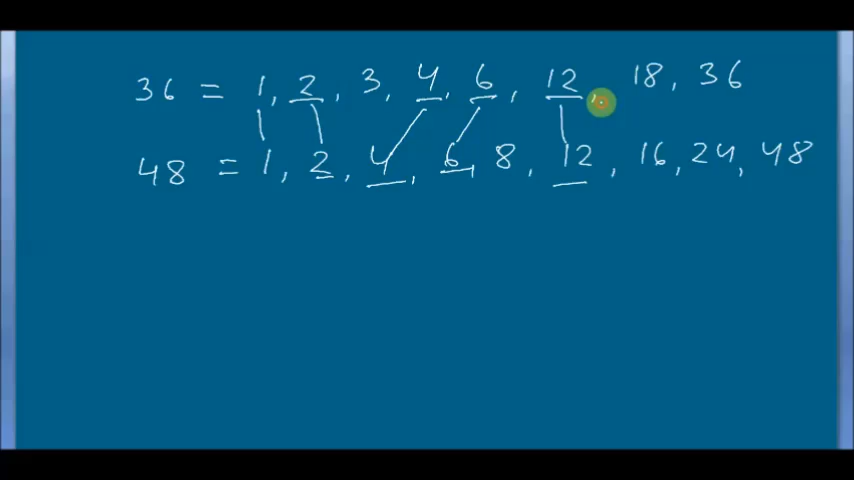 36 = 1, 2, 3, 4, 6, 12, 18, 36
48 = 1, 2, 4, 6, 8, 12, 16, 24, 48